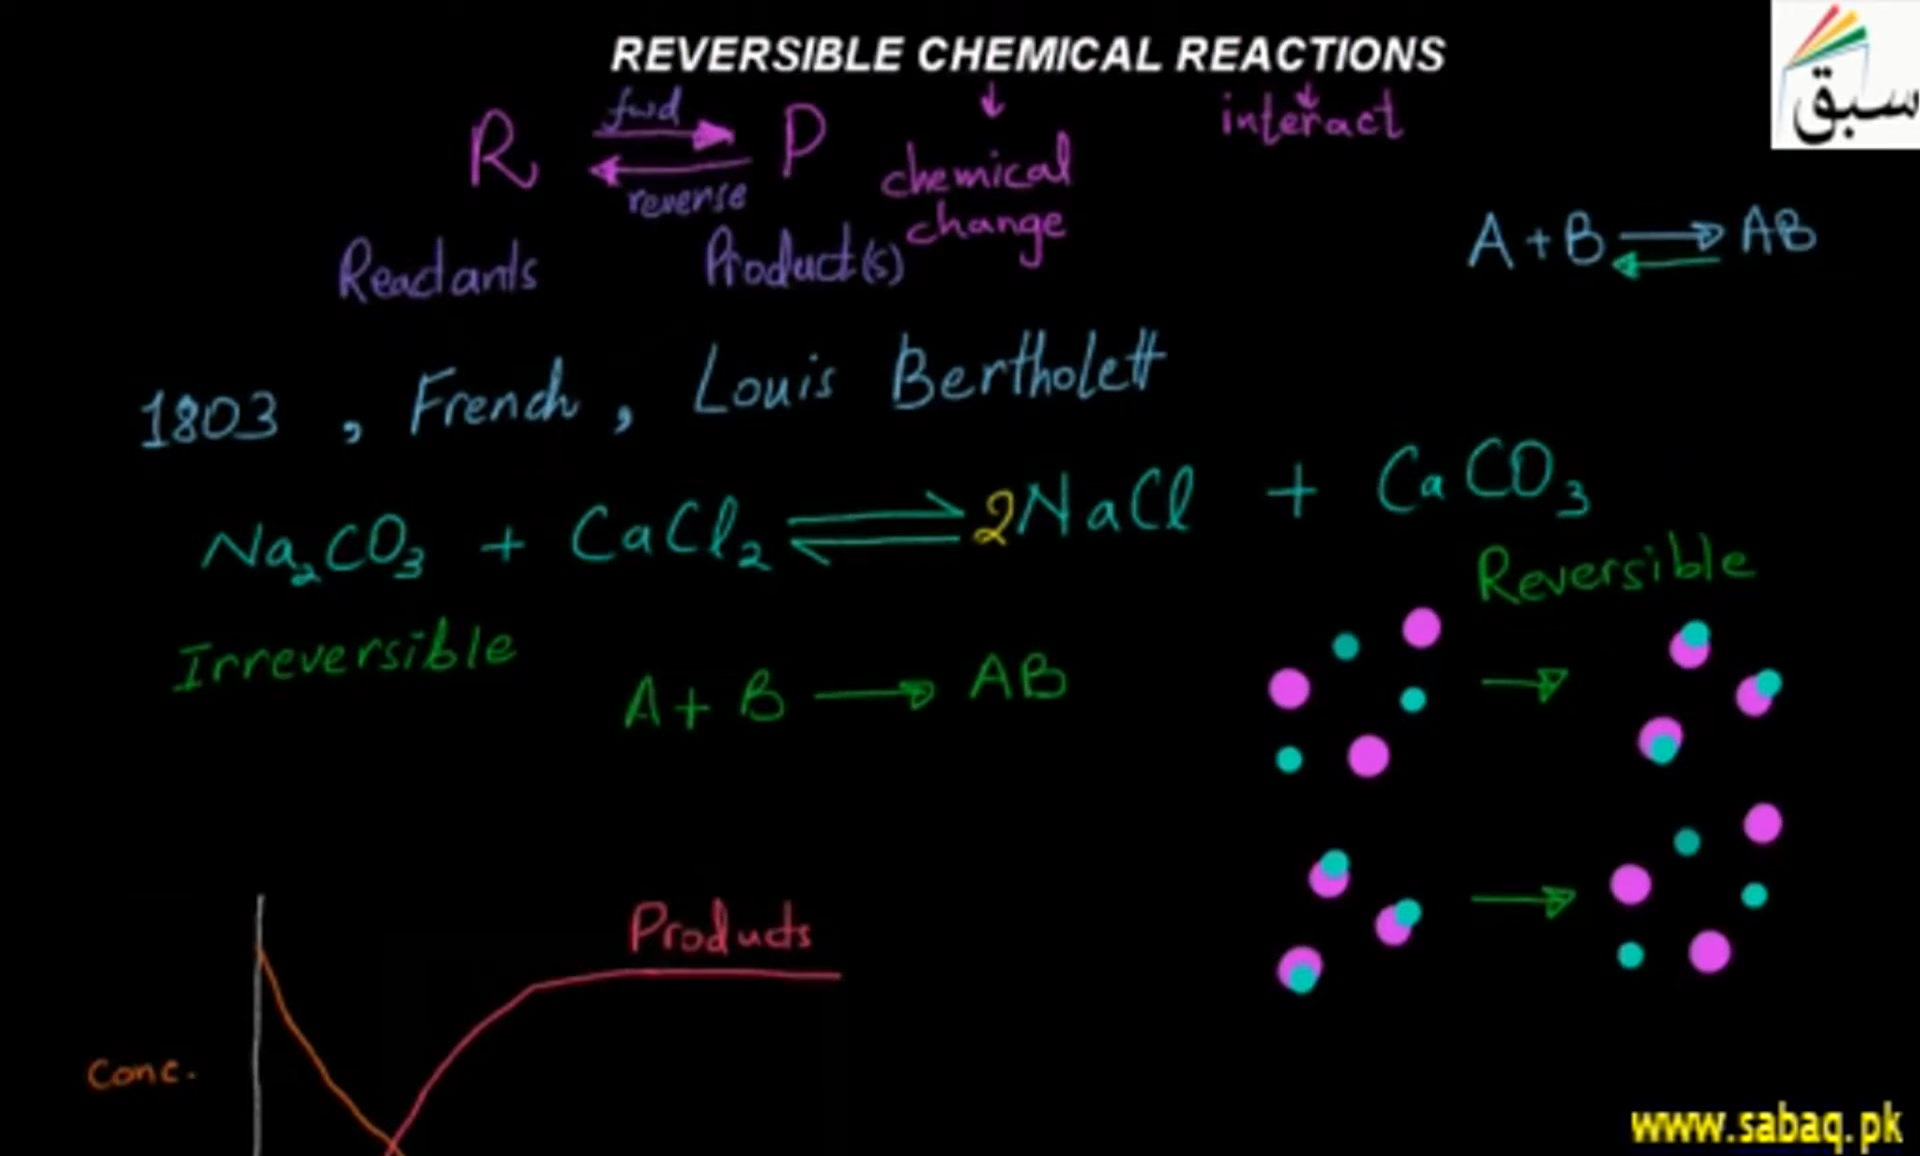 REVERSIBLE CHEMICAL REACTIONS
سبق
fwd
R ⇄ P
reverse
Reactants
Product(s)
↓
chemical
change
↓
interact
A + B ⇄ AB
1803 , French , Louis Bertholett
Na₂CO₃ + CaCl₂ ⇌ 2NaCl + CaCO₃
Irreversible
A + B → AB
Reversible
→
→
Products
Conc.
www.sabaq.pk